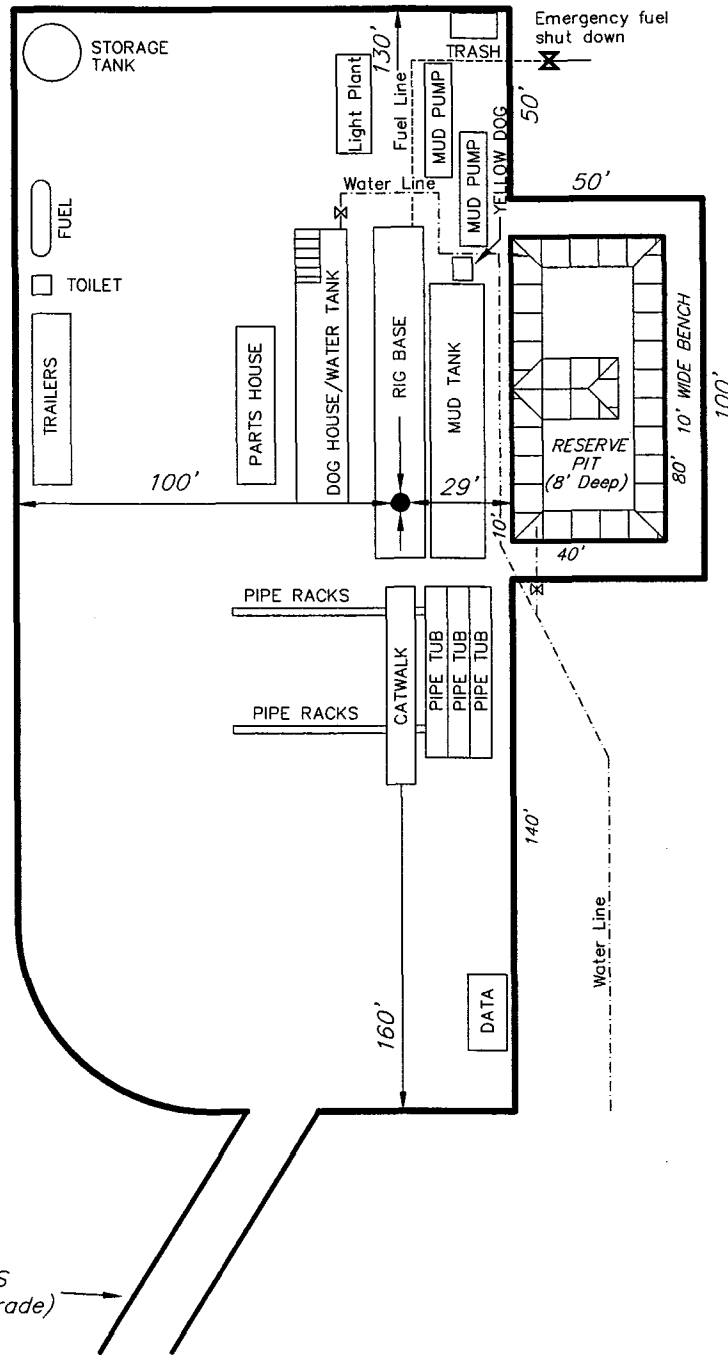 STORAGE
TANK
Light Plant
130'
Fuel Line
TRASH
MUD PUMP
MUD PUMP
YELLOW DOG
Emergency fuel
shut down
50'
50'
Water Line
FUEL
TOILET
TRAILERS
PARTS HOUSE
DOG HOUSE/WATER TANK
RIG BASE
MUD TANK
RESERVE
PIT
(8' Deep)
80'
10' WIDE BENCH
100'
40'
100'
29'
10'
PIPE RACKS
PIPE RACKS
CATWALK
PIPE TUB
PIPE TUB
PIPE TUB
140'
160'
DATA
Water Line